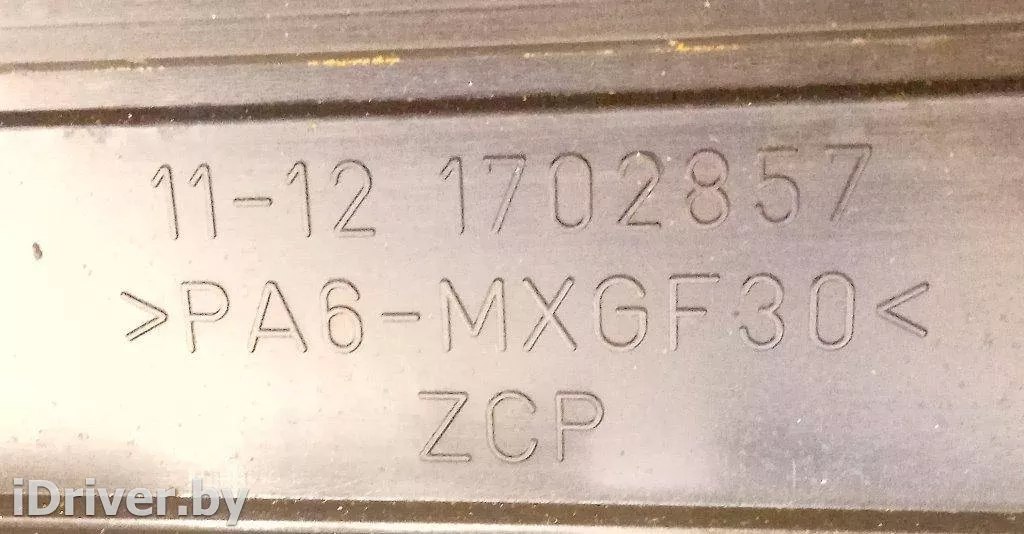 11-12 1702857
>PA6-MXGF30<
ZCP
iDriver.by